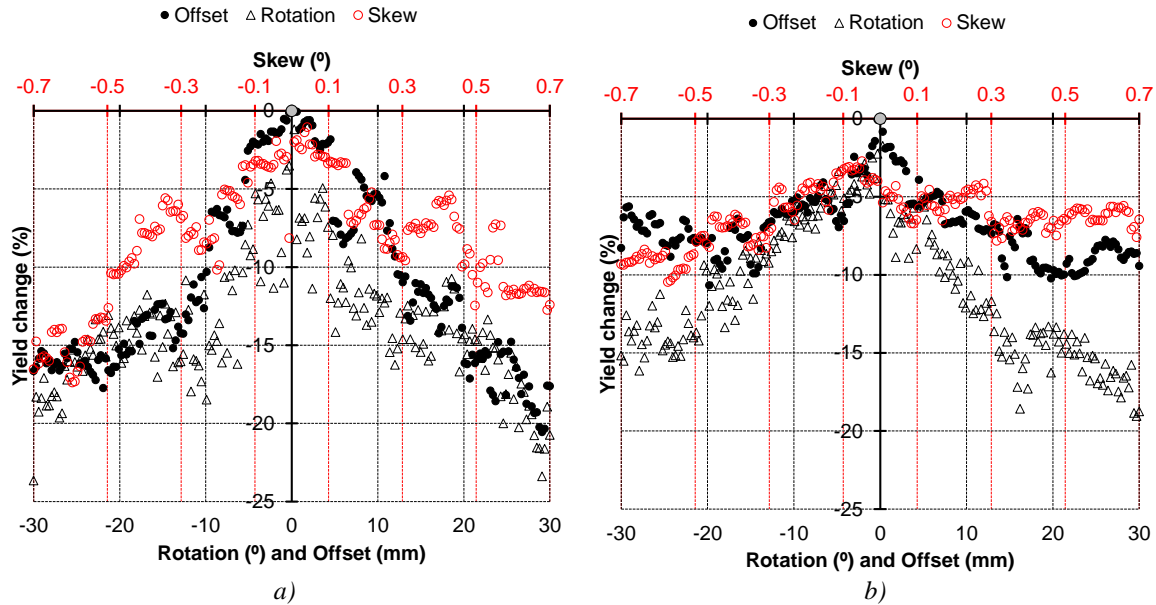 Offset Rotation Skew
Skew (º)
-0.7 -0.5 -0.3 -0.1 0.1 0.3 0.5 0.7
0
-5
-10
-15
-20
-25
Yield change (%)
-30 -20 -10 0 10 20 30
Rotation (º) and Offset (mm)
a)
Offset Rotation Skew
Skew (º)
-0.7 -0.5 -0.3 -0.1 0.1 0.3 0.5 0.7
0
-5
-10
-15
-20
-25
Yield change (%)
-30 -20 -10 0 10 20 30
Rotation (º) and Offset (mm)
b)